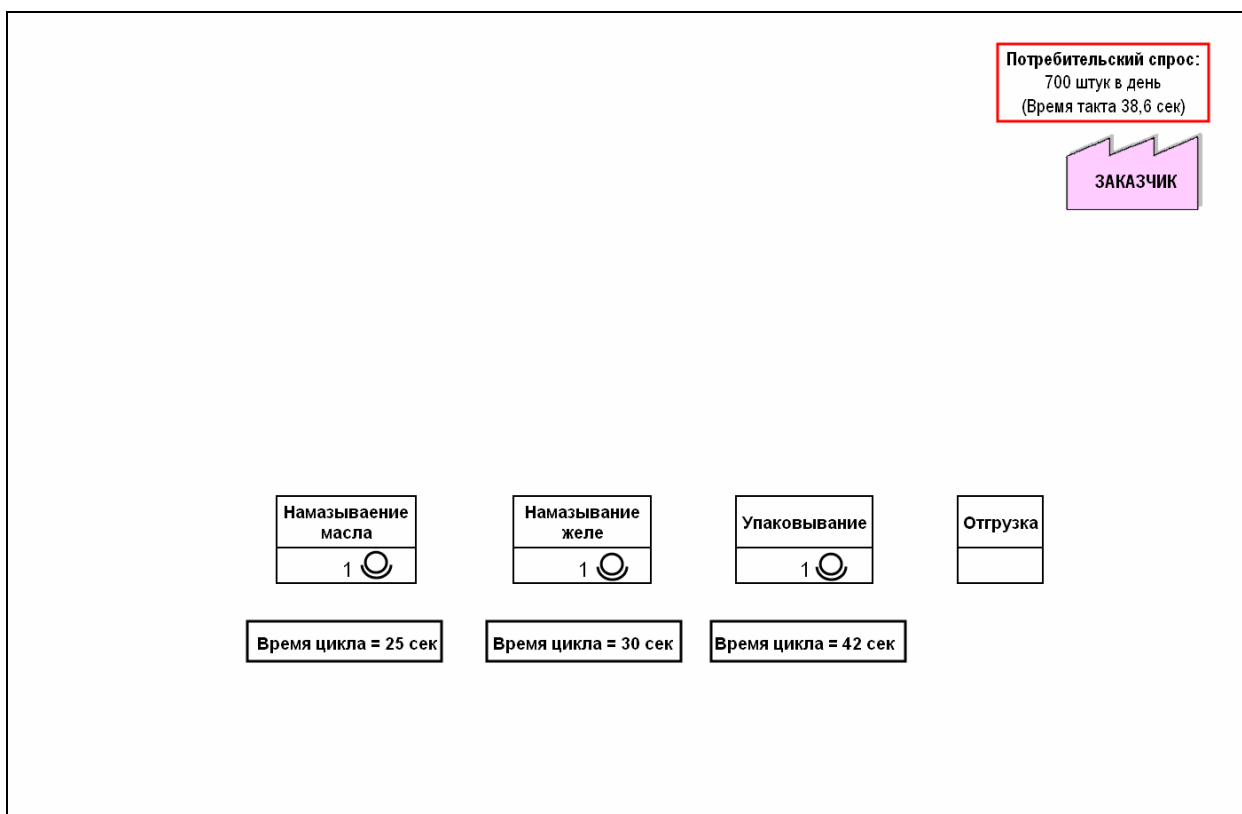 Потребительский спрос:
700 штук в день
(Время такта 38,6 сек)
ЗАКАЗЧИК
Намазываение
масла
1
Намазывание
желе
1
Упаковывание
1
Отгрузка
Время цикла = 25 сек
Время цикла = 30 сек
Время цикла = 42 сек